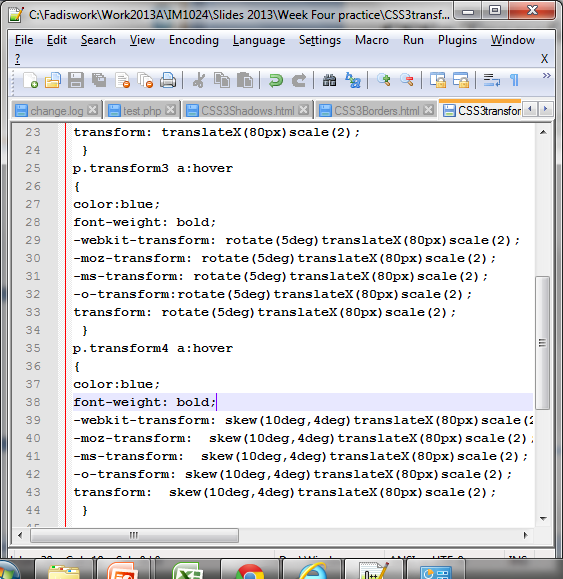 C:\Fadiswork\Work2013A\IM1024\Slides 2013\Week Four practice\CSS3transf...
File Edit Search View Encoding Language Settings Macro Run Plugins Window
? X
change.log test.php CSS3Shadows.html CSS3Borders.html CSS3transfor
23 transform: translateX(80px)scale(2);
24 }
25 p.transform3 a:hover
26 {
27 color:blue;
28 font-weight: bold;
29 -webkit-transform: rotate(5deg)translateX(80px)scale(2);
30 -moz-transform: rotate(5deg)translateX(80px)scale(2);
31 -ms-transform: rotate(5deg)translateX(80px)scale(2);
32 -o-transform:rotate(5deg)translateX(80px)scale(2);
33 transform: rotate(5deg)translateX(80px)scale(2);
34 }
35 p.transform4 a:hover
36 {
37 color:blue;
38 font-weight: bold;
39 -webkit-transform: skew(10deg,4deg)translateX(80px)scale(2
40 -moz-transform:  skew(10deg,4deg)translateX(80px)scale(2)
41 -ms-transform:  skew(10deg,4deg)translateX(80px)scale(2);
42 -o-transform: skew(10deg,4deg)translateX(80px)scale(2);
43 transform:  skew(10deg,4deg)translateX(80px)scale(2);
44 }